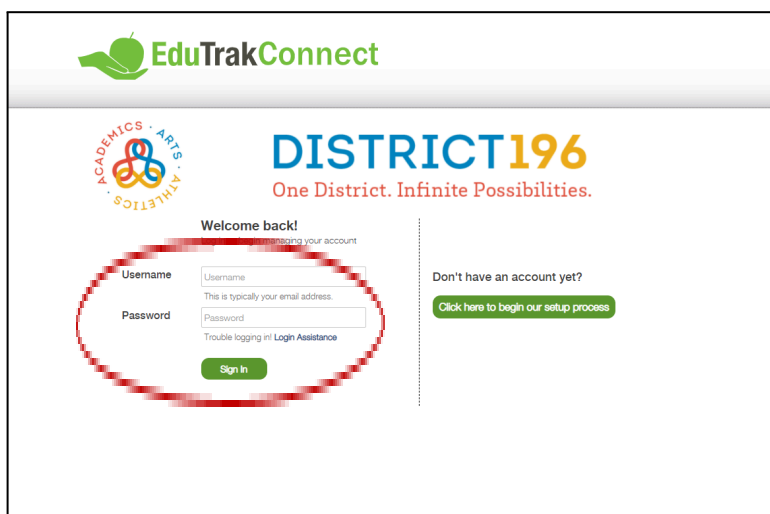 EduTrakConnect
ACADEMICS · ARTS · ATHLETICS ·
DISTRICT196
One District. Infinite Possibilities.
Welcome back!
managing your account
Username
Username
This is typically your email address.
Password
Password
Trouble logging in! Login Assistance
Sign In
Don't have an account yet?
Click here to begin our setup process